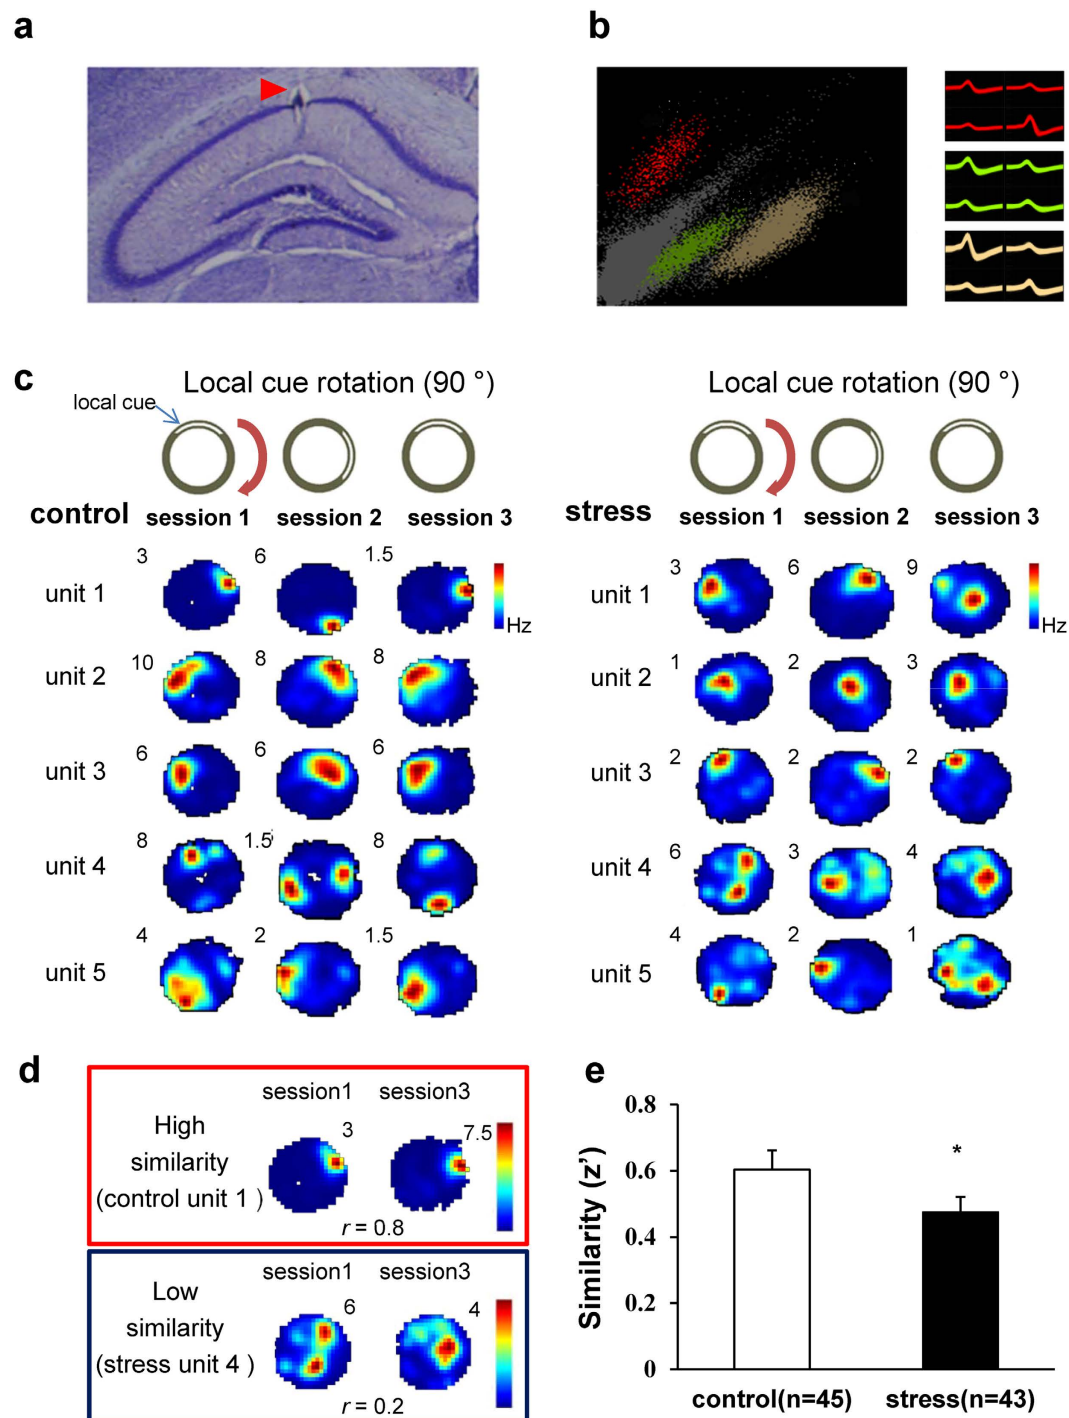 a
b
c
Local cue rotation (90 °)
local cue
control
session 1
session 2
session 3
unit 1
3
6
1.5
Hz
unit 2
10
8
8
unit 3
6
6
6
unit 4
8
1.5
8
unit 5
4
2
1.5
Local cue rotation (90 °)
stress
session 1
session 2
session 3
unit 1
3
6
9
Hz
unit 2
1
2
3
unit 3
2
2
2
unit 4
6
3
4
unit 5
4
2
1
d
session1
session3
High
similarity
(control unit 1 )
3
7.5
r = 0.8
session1
session3
Low
similarity
(stress unit 4 )
6
4
r = 0.2
e
Similarity (z’)
0.8
0.6
0.4
0.2
0
*
control(n=45)
stress(n=43)